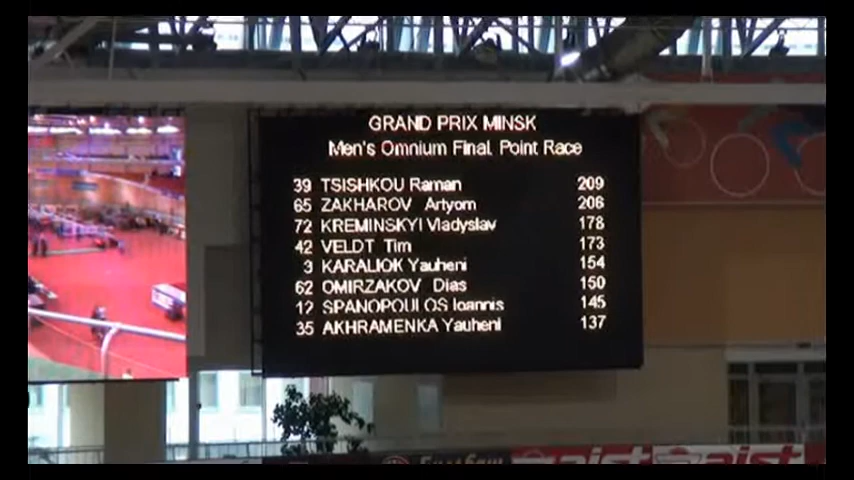 GRAND PRIX MINSK
Men's Omnium Final, Point Race
39 TSISHKOU Raman 209
65 ZAKHAROV Artyom 206
72 KREMINSKYI Vladyslav 178
42 VELDT Tim 173
3 KARALIOK Yauheni 154
62 OMIRZAKOV Dias 150
12 SPANOPOULOS Ioannis 145
35 AKHRAMENKA Yauheni 137
aist aist